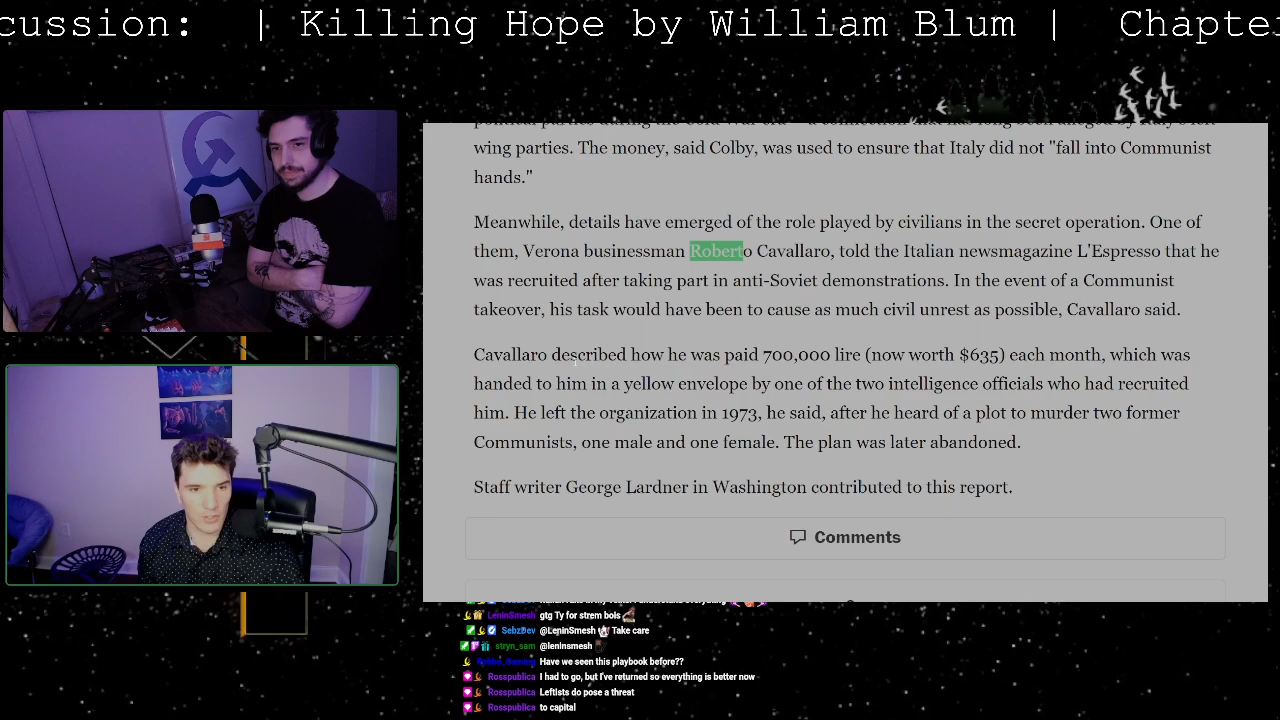 cussion: | Killing Hope by William Blum | Chapte
wing parties. The money, said Colby, was used to ensure that Italy did not "fall into Communist
hands."
Meanwhile, details have emerged of the role played by civilians in the secret operation. One of
them, Verona businessman Roberto Cavallaro, told the Italian newsmagazine L'Espresso that he
was recruited after taking part in anti-Soviet demonstrations. In the event of a Communist
takeover, his task would have been to cause as much civil unrest as possible, Cavallaro said.
Cavallaro described how he was paid 700,000 lire (now worth $635) each month, which was
handed to him in a yellow envelope by one of the two intelligence officials who had recruited
him. He left the organization in 1973, he said, after he heard of a plot to murder two former
Communists, one male and one female. The plan was later abandoned.
Staff writer George Lardner in Washington contributed to this report.
Comments
LeninSmesh gtg Ty for strem bols
SebzDev @LeninSmesh Take care
stryn_sam @leninsmesh
Have we seen this playbook before??
Rosspublica I had to go, but I've returned so everything is better now
Rosspublica Leftists do pose a threat
Rosspublica to capital